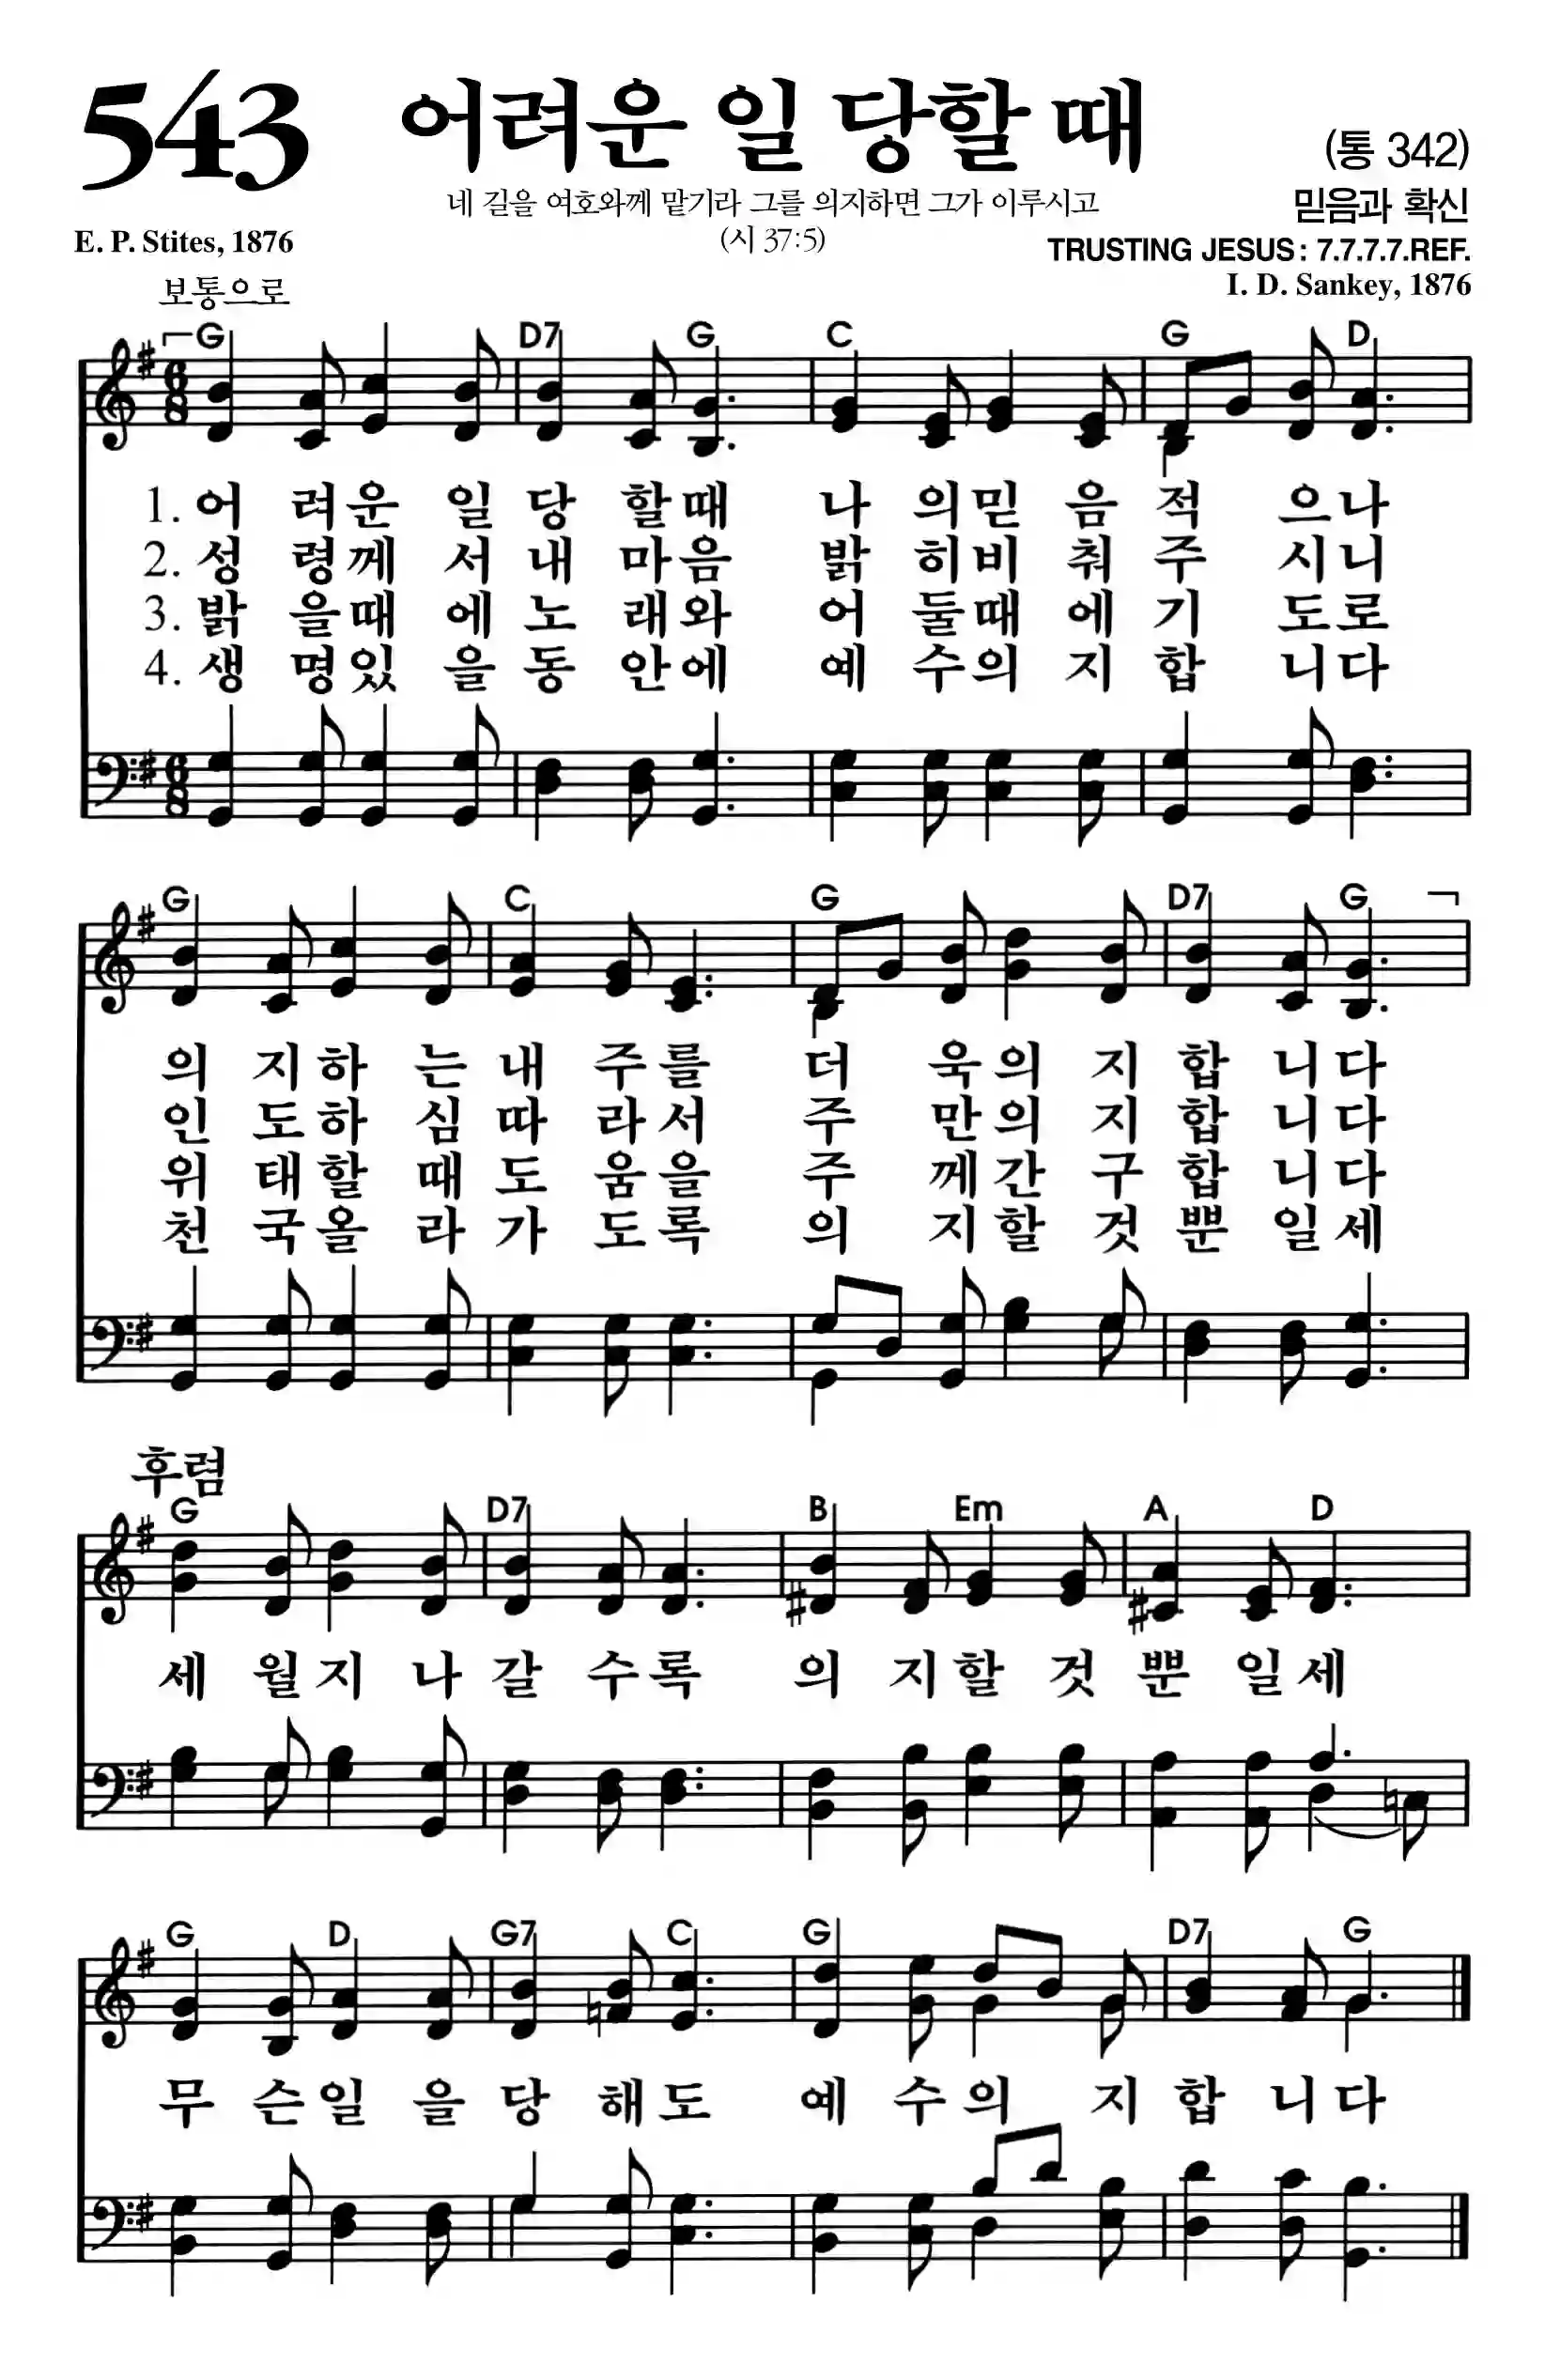 543 어려운 일 당할 때 (통 342)
네 길을 여호와께 맡기라 그를 의지하면 그가 이루시고 믿음과 확신
E. P. Stites, 1876 (시 37:5) TRUSTING JESUS : 7.7.7.7.REF.
보통으로 I. D. Sankey, 1876
G D7 G C G D
1. 어 려운 일 당 할때 나 의믿 음 적 으나
2. 성 령께 서 내 마음 밝 히비 춰 주 시니
3. 밝 을때 에 노 래와 어 둘때 에 기 도로
4. 생 명있 을 동 안에 예 수의 지 합 니다
G C G D7 G
의 지하 는 내 주를 더 욱의 지 합 니다
인 도하 심 따 라서 주 만의 지 합 니다
위 태할 때 도 움을 주 께간 구 합 니다
천 국올 라 가 도록 의 지할 것 뿐 일세
후렴
G D7 B Em A D
세 월지 나 갈 수록 의 지할 것 뿐 일세
G D G7 C G D7 G
무 슨일 을 당 해도 예 수의 지 합 니다